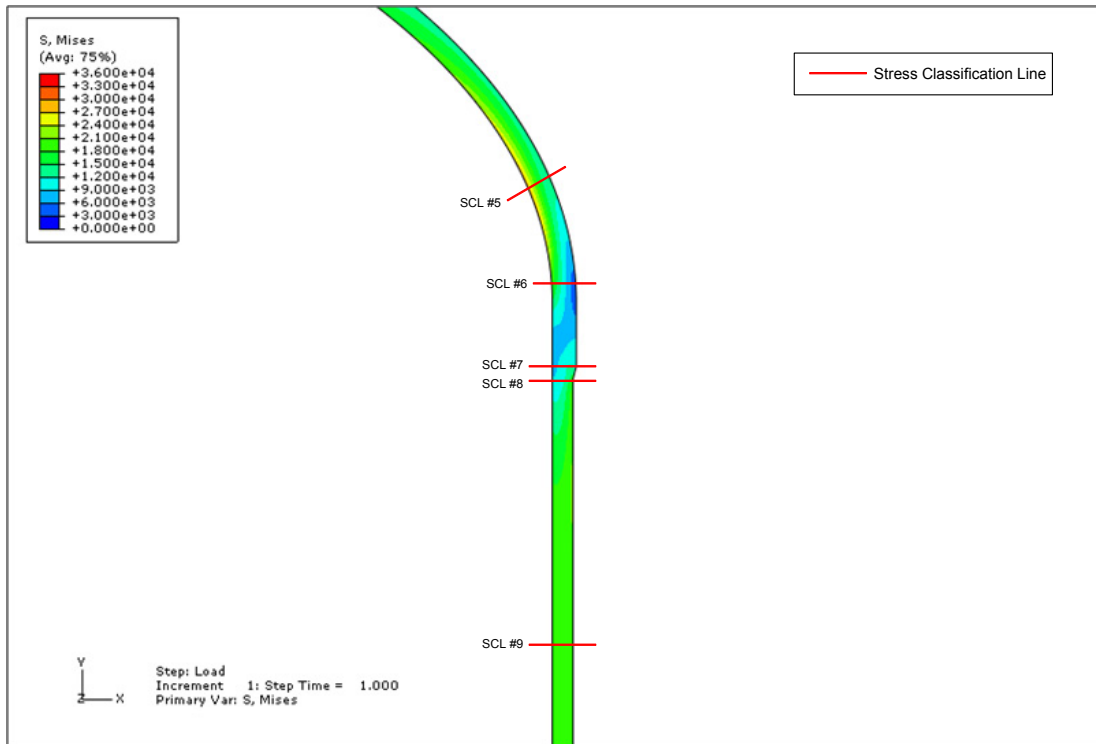 S, Mises
(Avg: 75%)
+3.600e+04
+3.300e+04
+3.000e+04
+2.700e+04
+2.400e+04
+2.100e+04
+1.800e+04
+1.500e+04
+1.200e+04
+9.000e+03
+6.000e+03
+3.000e+03
+0.000e+00
Stress Classification Line
SCL #5
SCL #6
SCL #7
SCL #8
SCL #9
Y
Z X
Step: Load
Increment 1: Step Time = 1.000
Primary Var: S, Mises